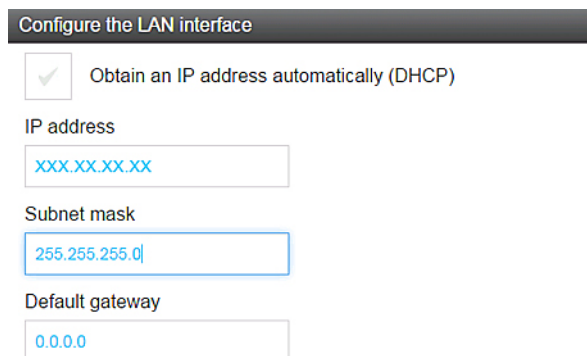 Configure the LAN interface
Obtain an IP address automatically (DHCP)
IP address
XXX.XX.XX.XX
Subnet mask
255.255.255.0
Default gateway
0.0.0.0